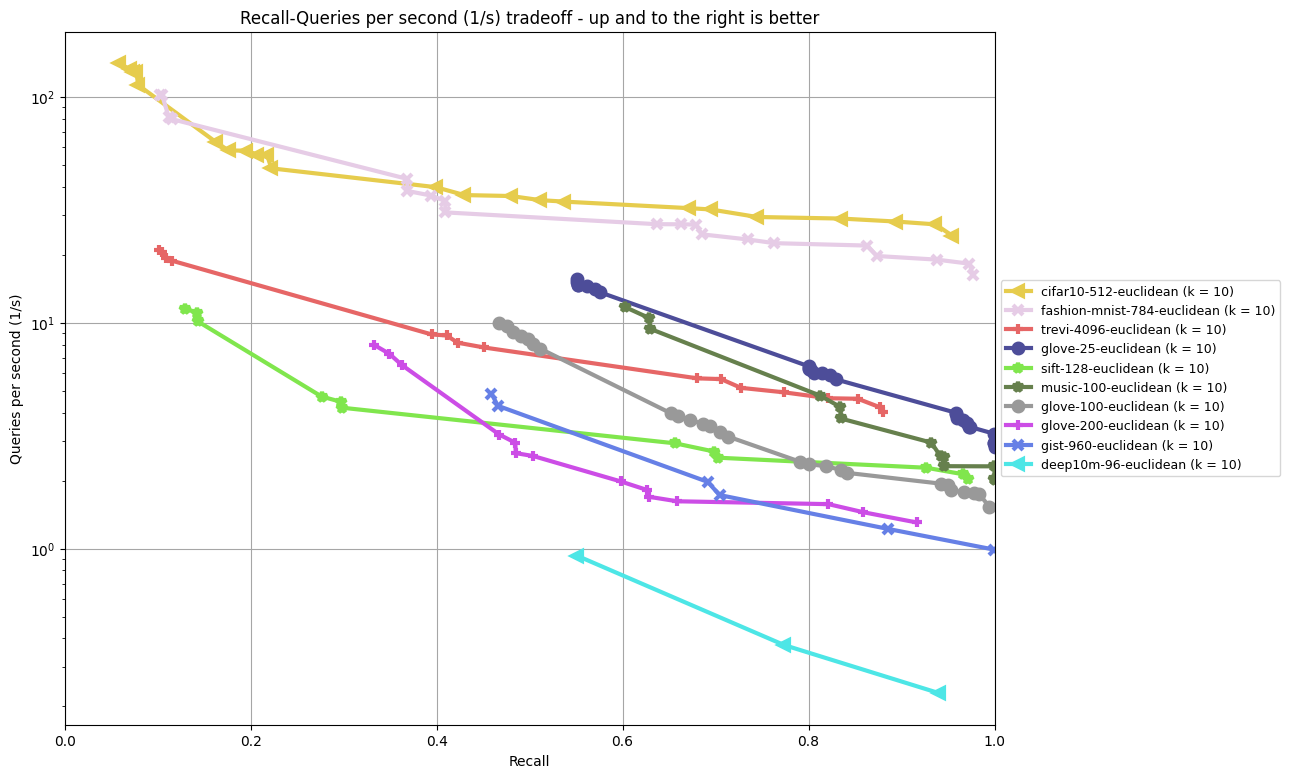 Recall-Queries per second (1/s) tradeoff - up and to the right is better
Queries per second (1/s)
10²
10¹
10⁰
0.0
0.2
0.4
0.6
0.8
1.0
Recall
cifar10-512-euclidean (k = 10)
fashion-mnist-784-euclidean (k = 10)
trevi-4096-euclidean (k = 10)
glove-25-euclidean (k = 10)
sift-128-euclidean (k = 10)
music-100-euclidean (k = 10)
glove-100-euclidean (k = 10)
glove-200-euclidean (k = 10)
gist-960-euclidean (k = 10)
deep10m-96-euclidean (k = 10)